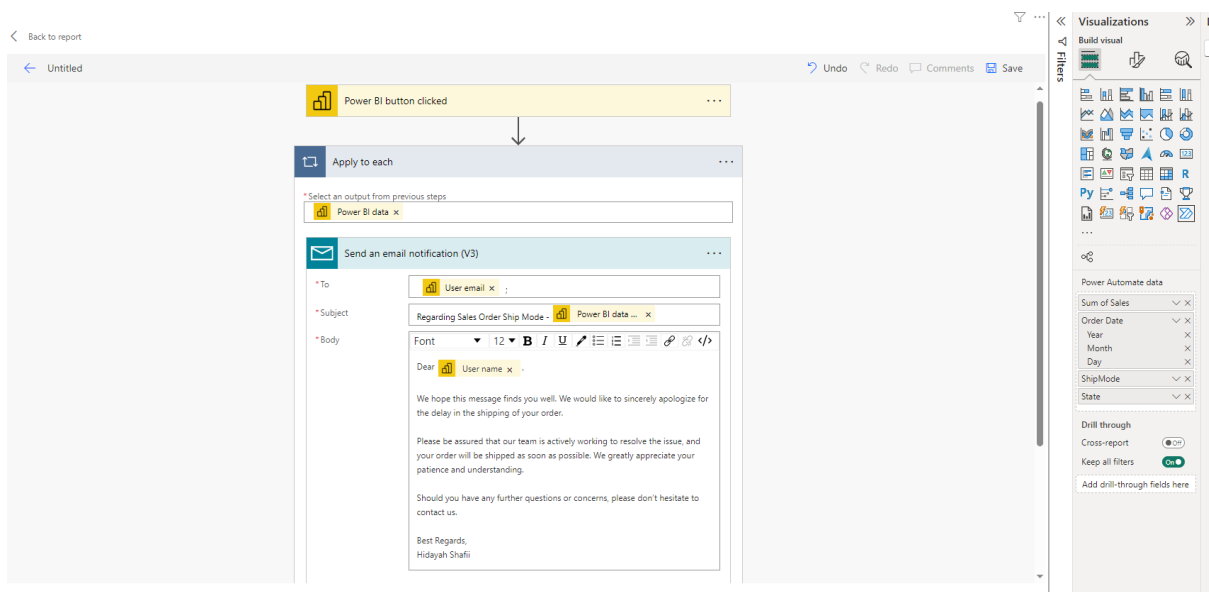 Back to report
Untitled
Undo
Redo
Comments
Save
Power BI button clicked
Apply to each
*Select an output from previous steps
Power BI data ×
Send an email notification (V3)
*To
User email × ;
*Subject
Regarding Sales Order Ship Mode - Power BI data ... ×
*Body
Font 12 B I U </>
Dear User name × ,
We hope this message finds you well. We would like to sincerely apologize for
the delay in the shipping of your order.
Please be assured that our team is actively working to resolve the issue, and
your order will be shipped as soon as possible. We greatly appreciate your
patience and understanding.
Should you have any further questions or concerns, please don't hesitate to
contact us.
Best Regards,
Hidayah Shafii
Filters
Visualizations
Build visual
123
R
Py
123
...
Power Automate data
Sum of Sales
Order Date
Year
Month
Day
ShipMode
State
Drill through
Cross-report Off
Keep all filters On
Add drill-through fields here